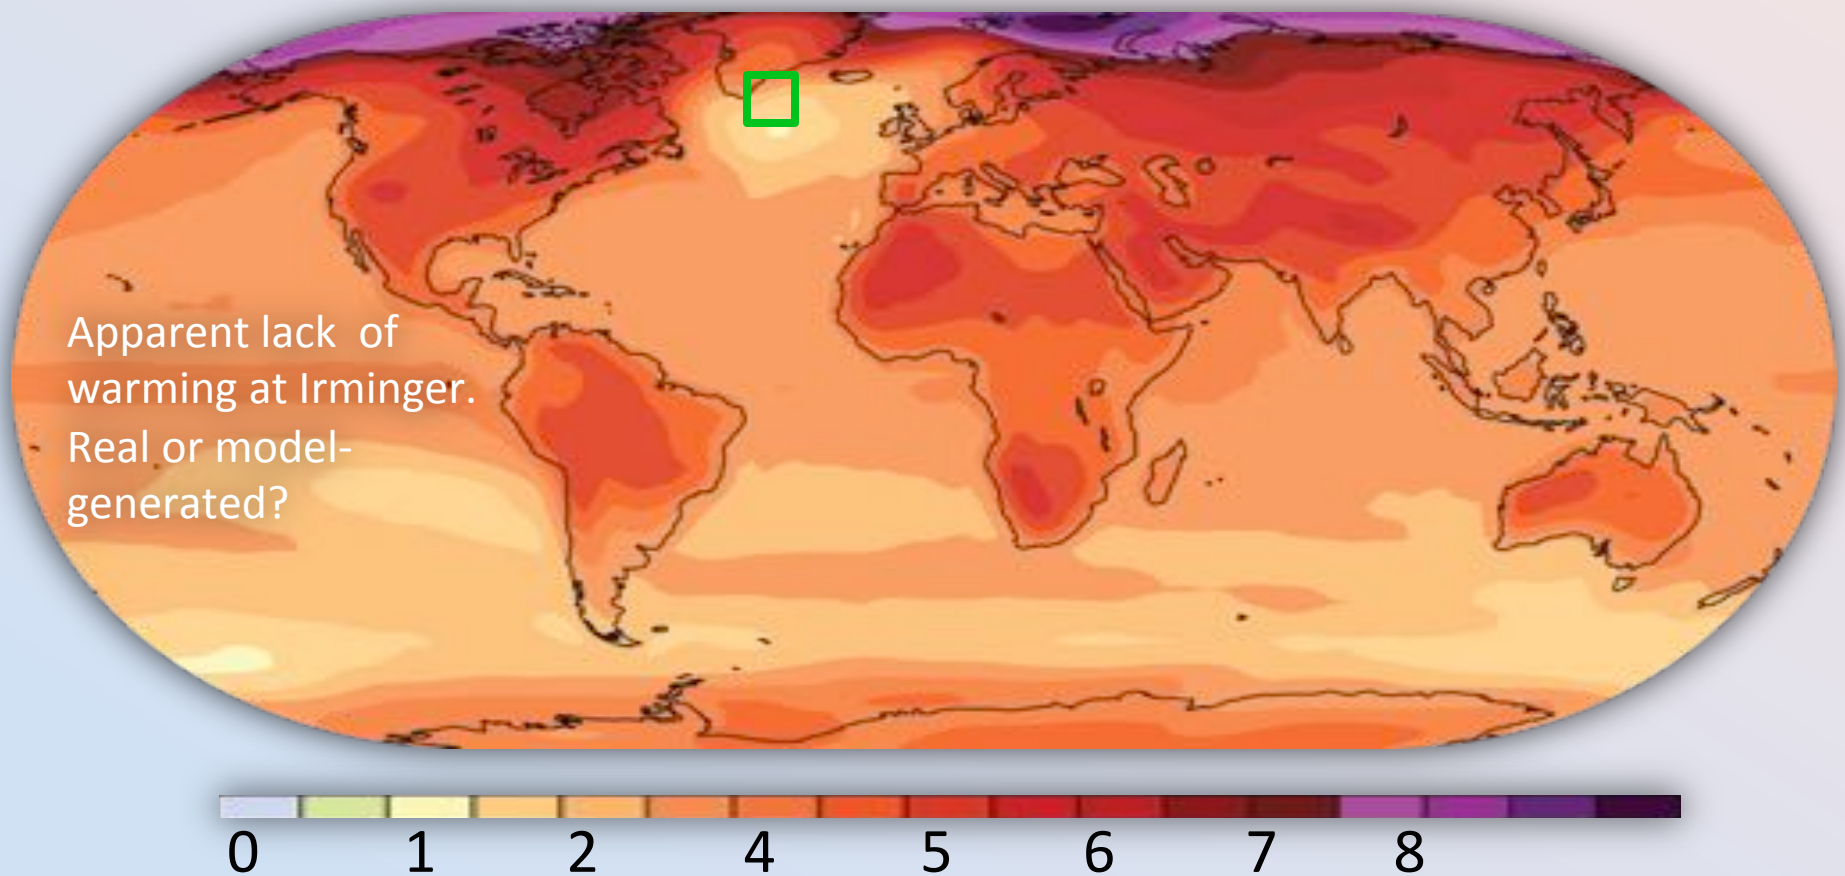 Apparent lack of
warming at Irminger.
Real or model-
generated?
0 1 2 4 5 6 7 8